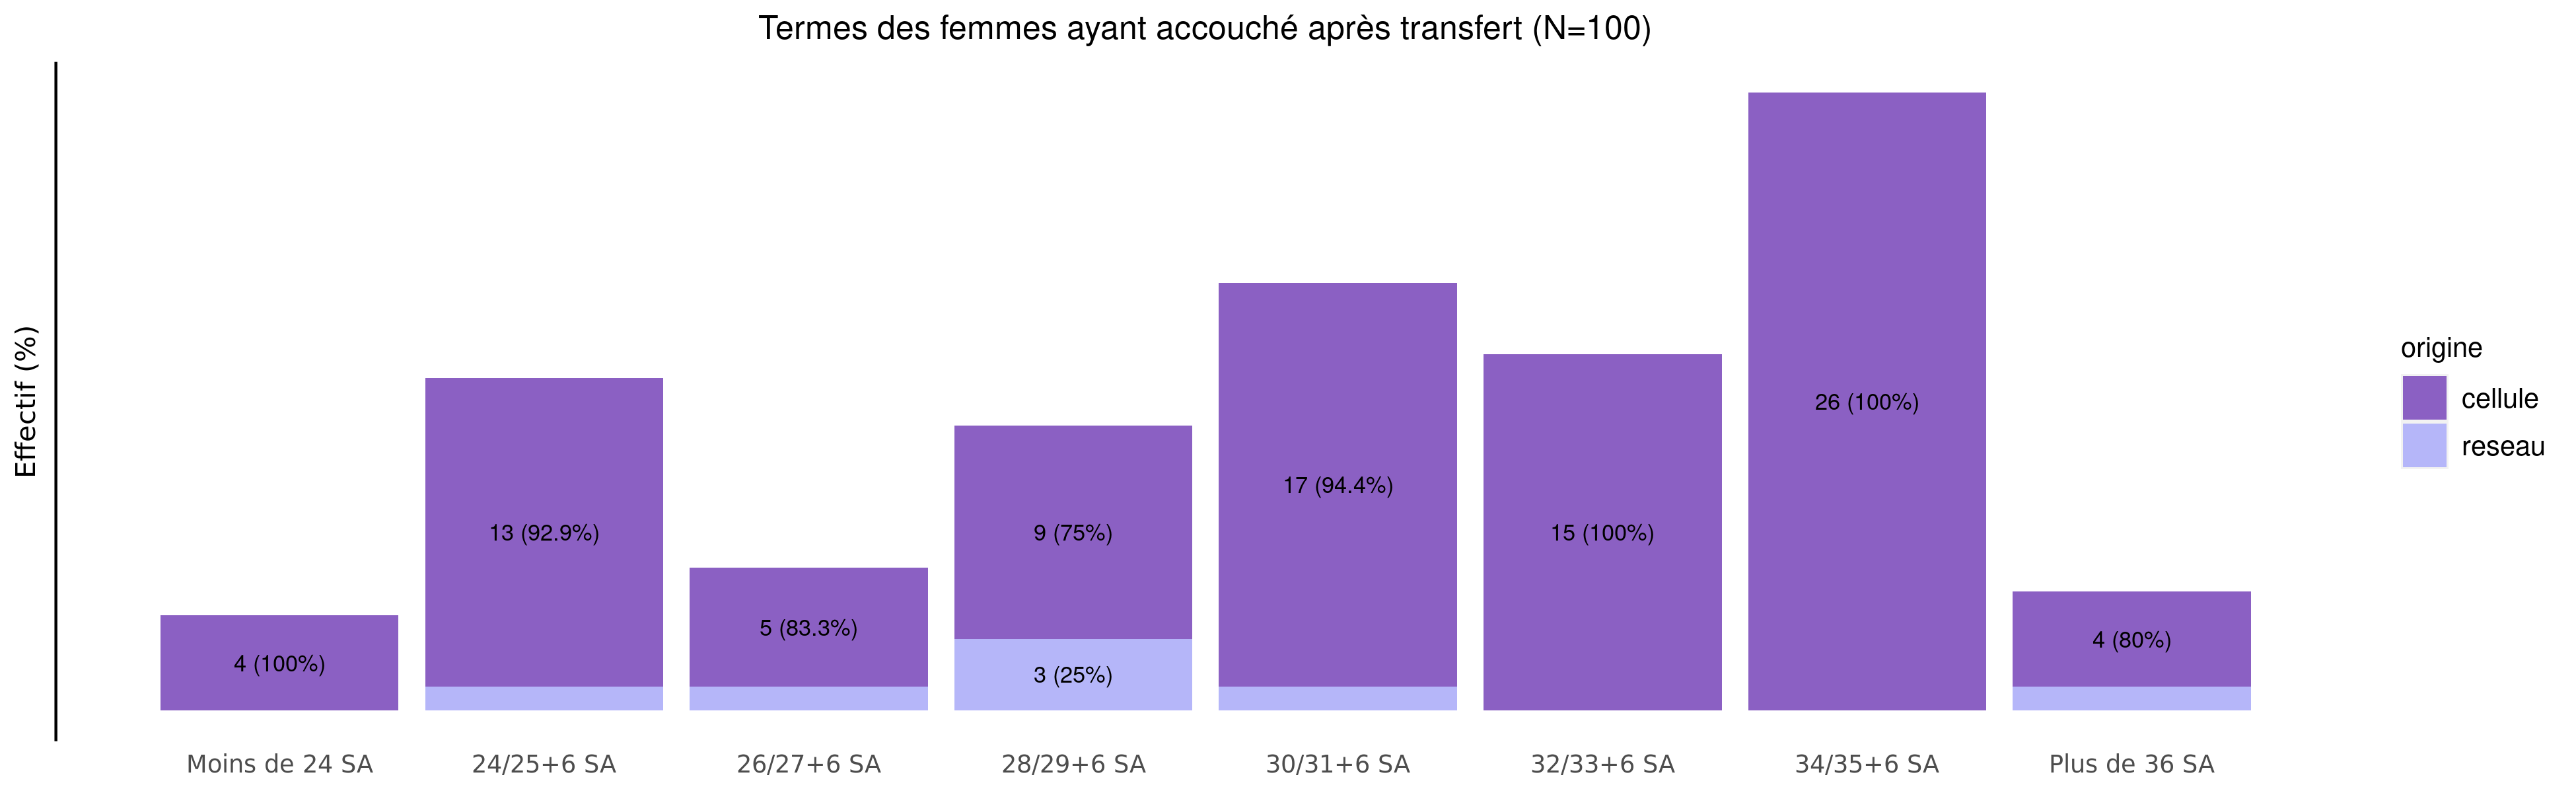 Termes des femmes ayant accouché après transfert (N=100)
Effectif (%)
4 (100%)
13 (92.9%)
5 (83.3%)
9 (75%)
3 (25%)
17 (94.4%)
15 (100%)
26 (100%)
4 (80%)
Moins de 24 SA
24/25+6 SA
26/27+6 SA
28/29+6 SA
30/31+6 SA
32/33+6 SA
34/35+6 SA
Plus de 36 SA
origine
cellule
reseau